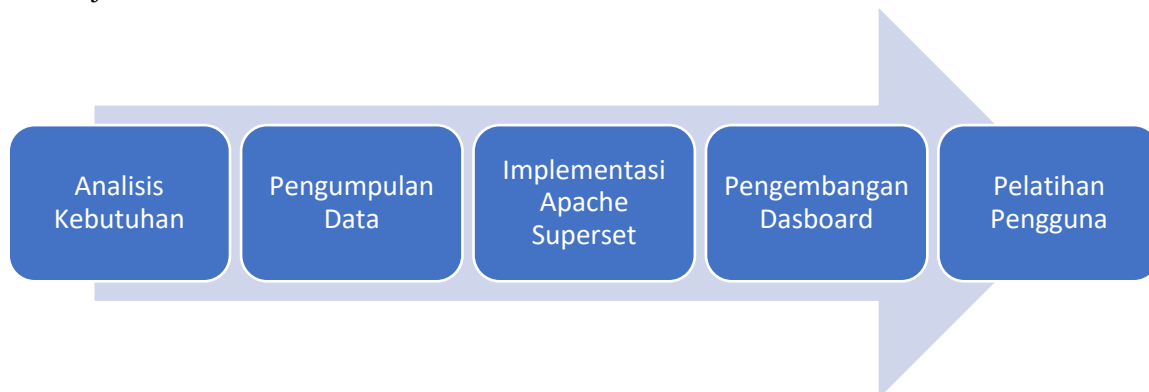 Analisis
Kebutuhan
Pengumpulan
Data
Implementasi
Apache
Superset
Pengembangan
Dasboard
Pelatihan
Pengguna